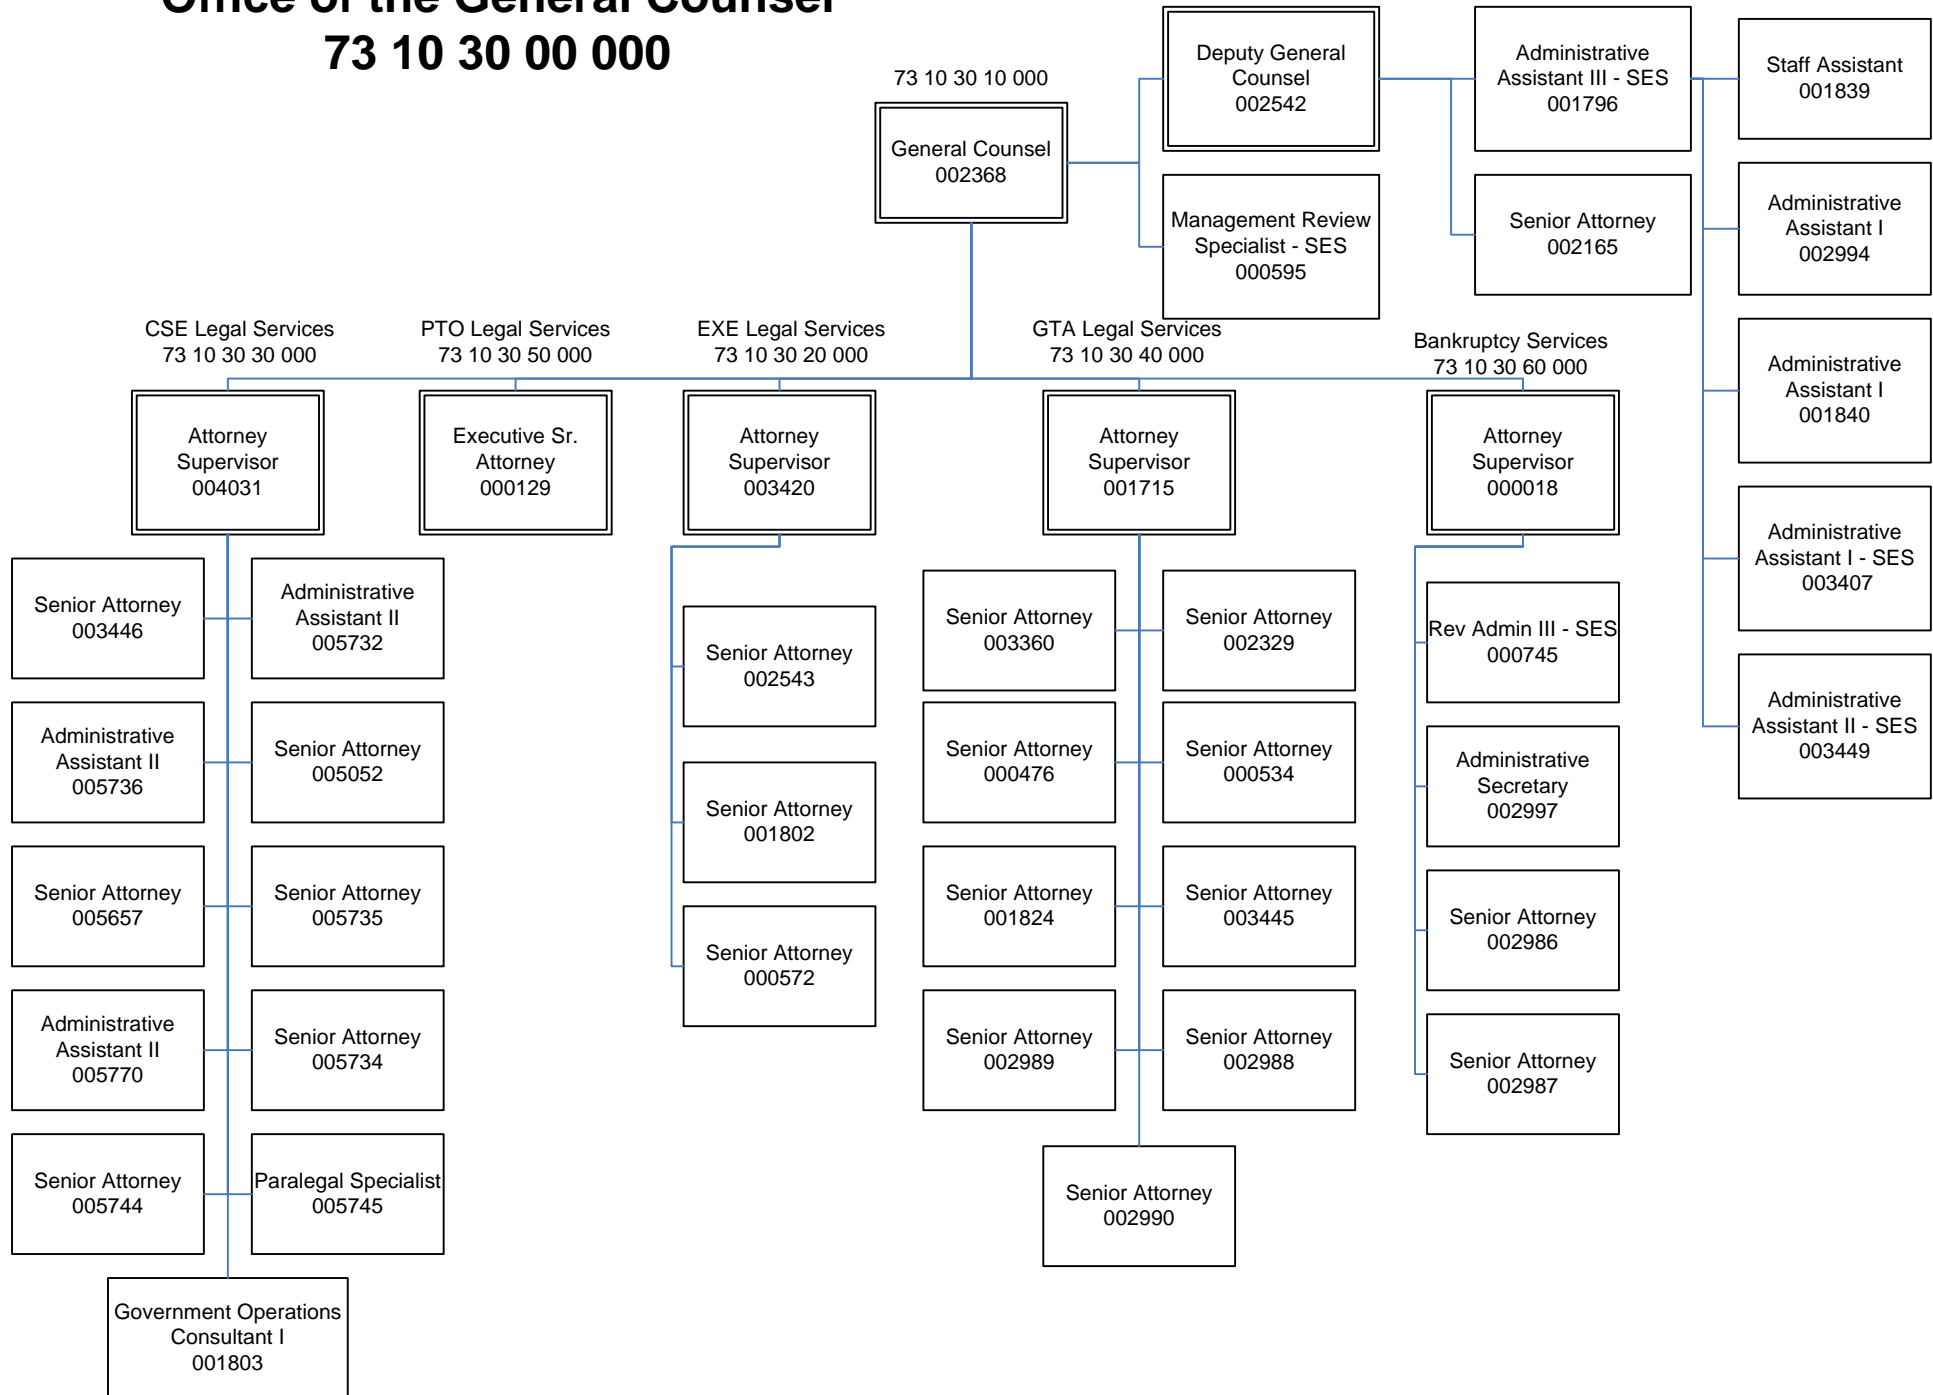 Office of the General Counsel
73 10 30 00 000
73 10 30 10 000
General Counsel
002368
Deputy General
Counsel
002542
Management Review
Specialist - SES
000595
Administrative
Assistant III - SES
001796
Senior Attorney
002165
Staff Assistant
001839
Administrative
Assistant I
002994
Administrative
Assistant I
001840
Administrative
Assistant I - SES
003407
Administrative
Assistant II - SES
003449
CSE Legal Services
73 10 30 30 000
Attorney
Supervisor
004031
Senior Attorney
003446
Administrative
Assistant II
005732
Administrative
Assistant II
005736
Senior Attorney
005052
Senior Attorney
005657
Senior Attorney
005735
Administrative
Assistant II
005770
Senior Attorney
005734
Senior Attorney
005744
Paralegal Specialist
005745
Government Operations
Consultant I
001803
PTO Legal Services
73 10 30 50 000
Executive Sr.
Attorney
000129
EXE Legal Services
73 10 30 20 000
Attorney
Supervisor
003420
Senior Attorney
002543
Senior Attorney
001802
Senior Attorney
000572
GTA Legal Services
73 10 30 40 000
Attorney
Supervisor
001715
Senior Attorney
003360
Senior Attorney
002329
Senior Attorney
000476
Senior Attorney
000534
Senior Attorney
001824
Senior Attorney
003445
Senior Attorney
002989
Senior Attorney
002988
Senior Attorney
002990
Bankruptcy Services
73 10 30 60 000
Attorney
Supervisor
000018
Rev Admin III - SES
000745
Administrative
Secretary
002997
Senior Attorney
002986
Senior Attorney
002987